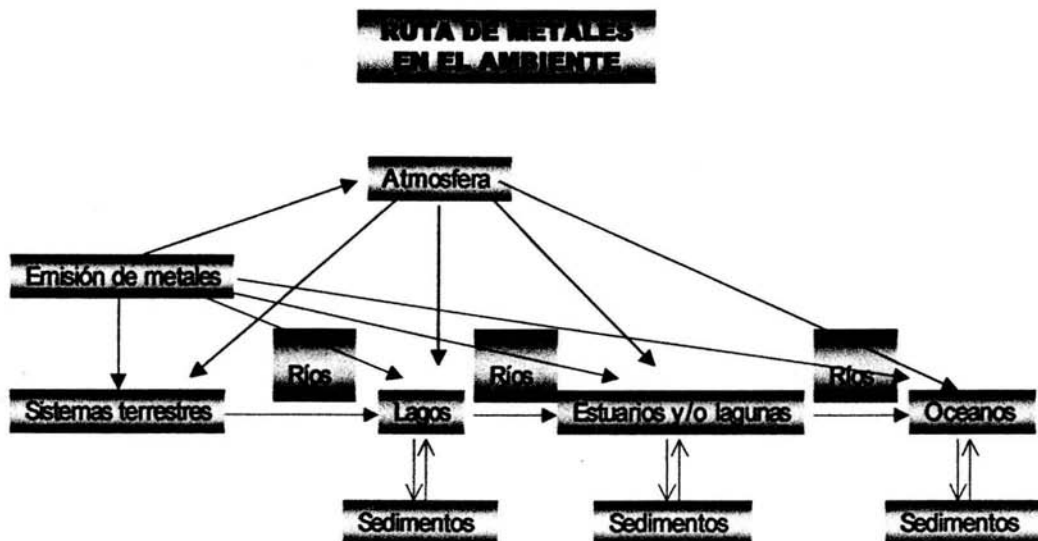 RUTA DE METALES
EN EL AMBIENTE
Atmosfera
Emisión de metales
Ríos
Ríos
Ríos
Sistemas terrestres
Lagos
Estuarios y/o lagunas
Oceanos
Sedimentos
Sedimentos
Sedimentos